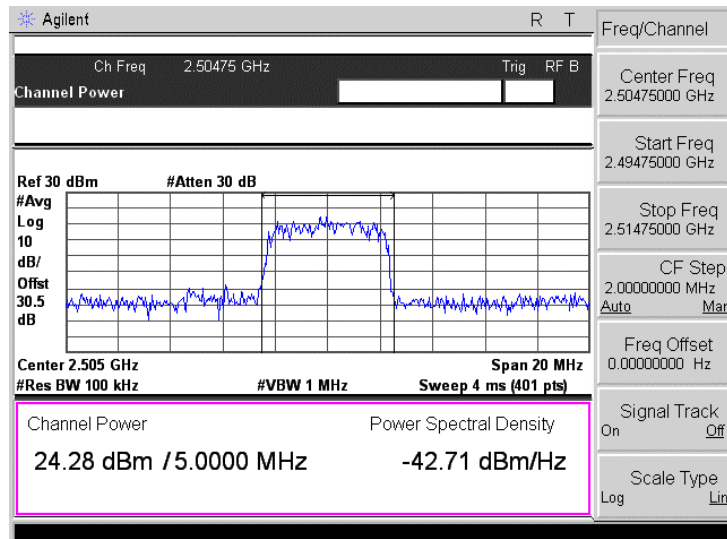 Agilent R T
Ch Freq 2.50475 GHz Trig RF B
Channel Power
Ref 30 dBm #Atten 30 dB
#Avg
Log
10
dB/
Offst
30.5
dB
Center 2.505 GHz Span 20 MHz
#Res BW 100 kHz #VBW 1 MHz Sweep 4 ms (401 pts)
Channel Power Power Spectral Density
24.28 dBm / 5.0000 MHz -42.71 dBm/Hz
Freq/Channel
Center Freq
2.50475000 GHz
Start Freq
2.49475000 GHz
Stop Freq
2.51475000 GHz
CF Step
2.00000000 MHz
Auto Man
Freq Offset
0.00000000 Hz
Signal Track
On Off
Scale Type
Log Lin